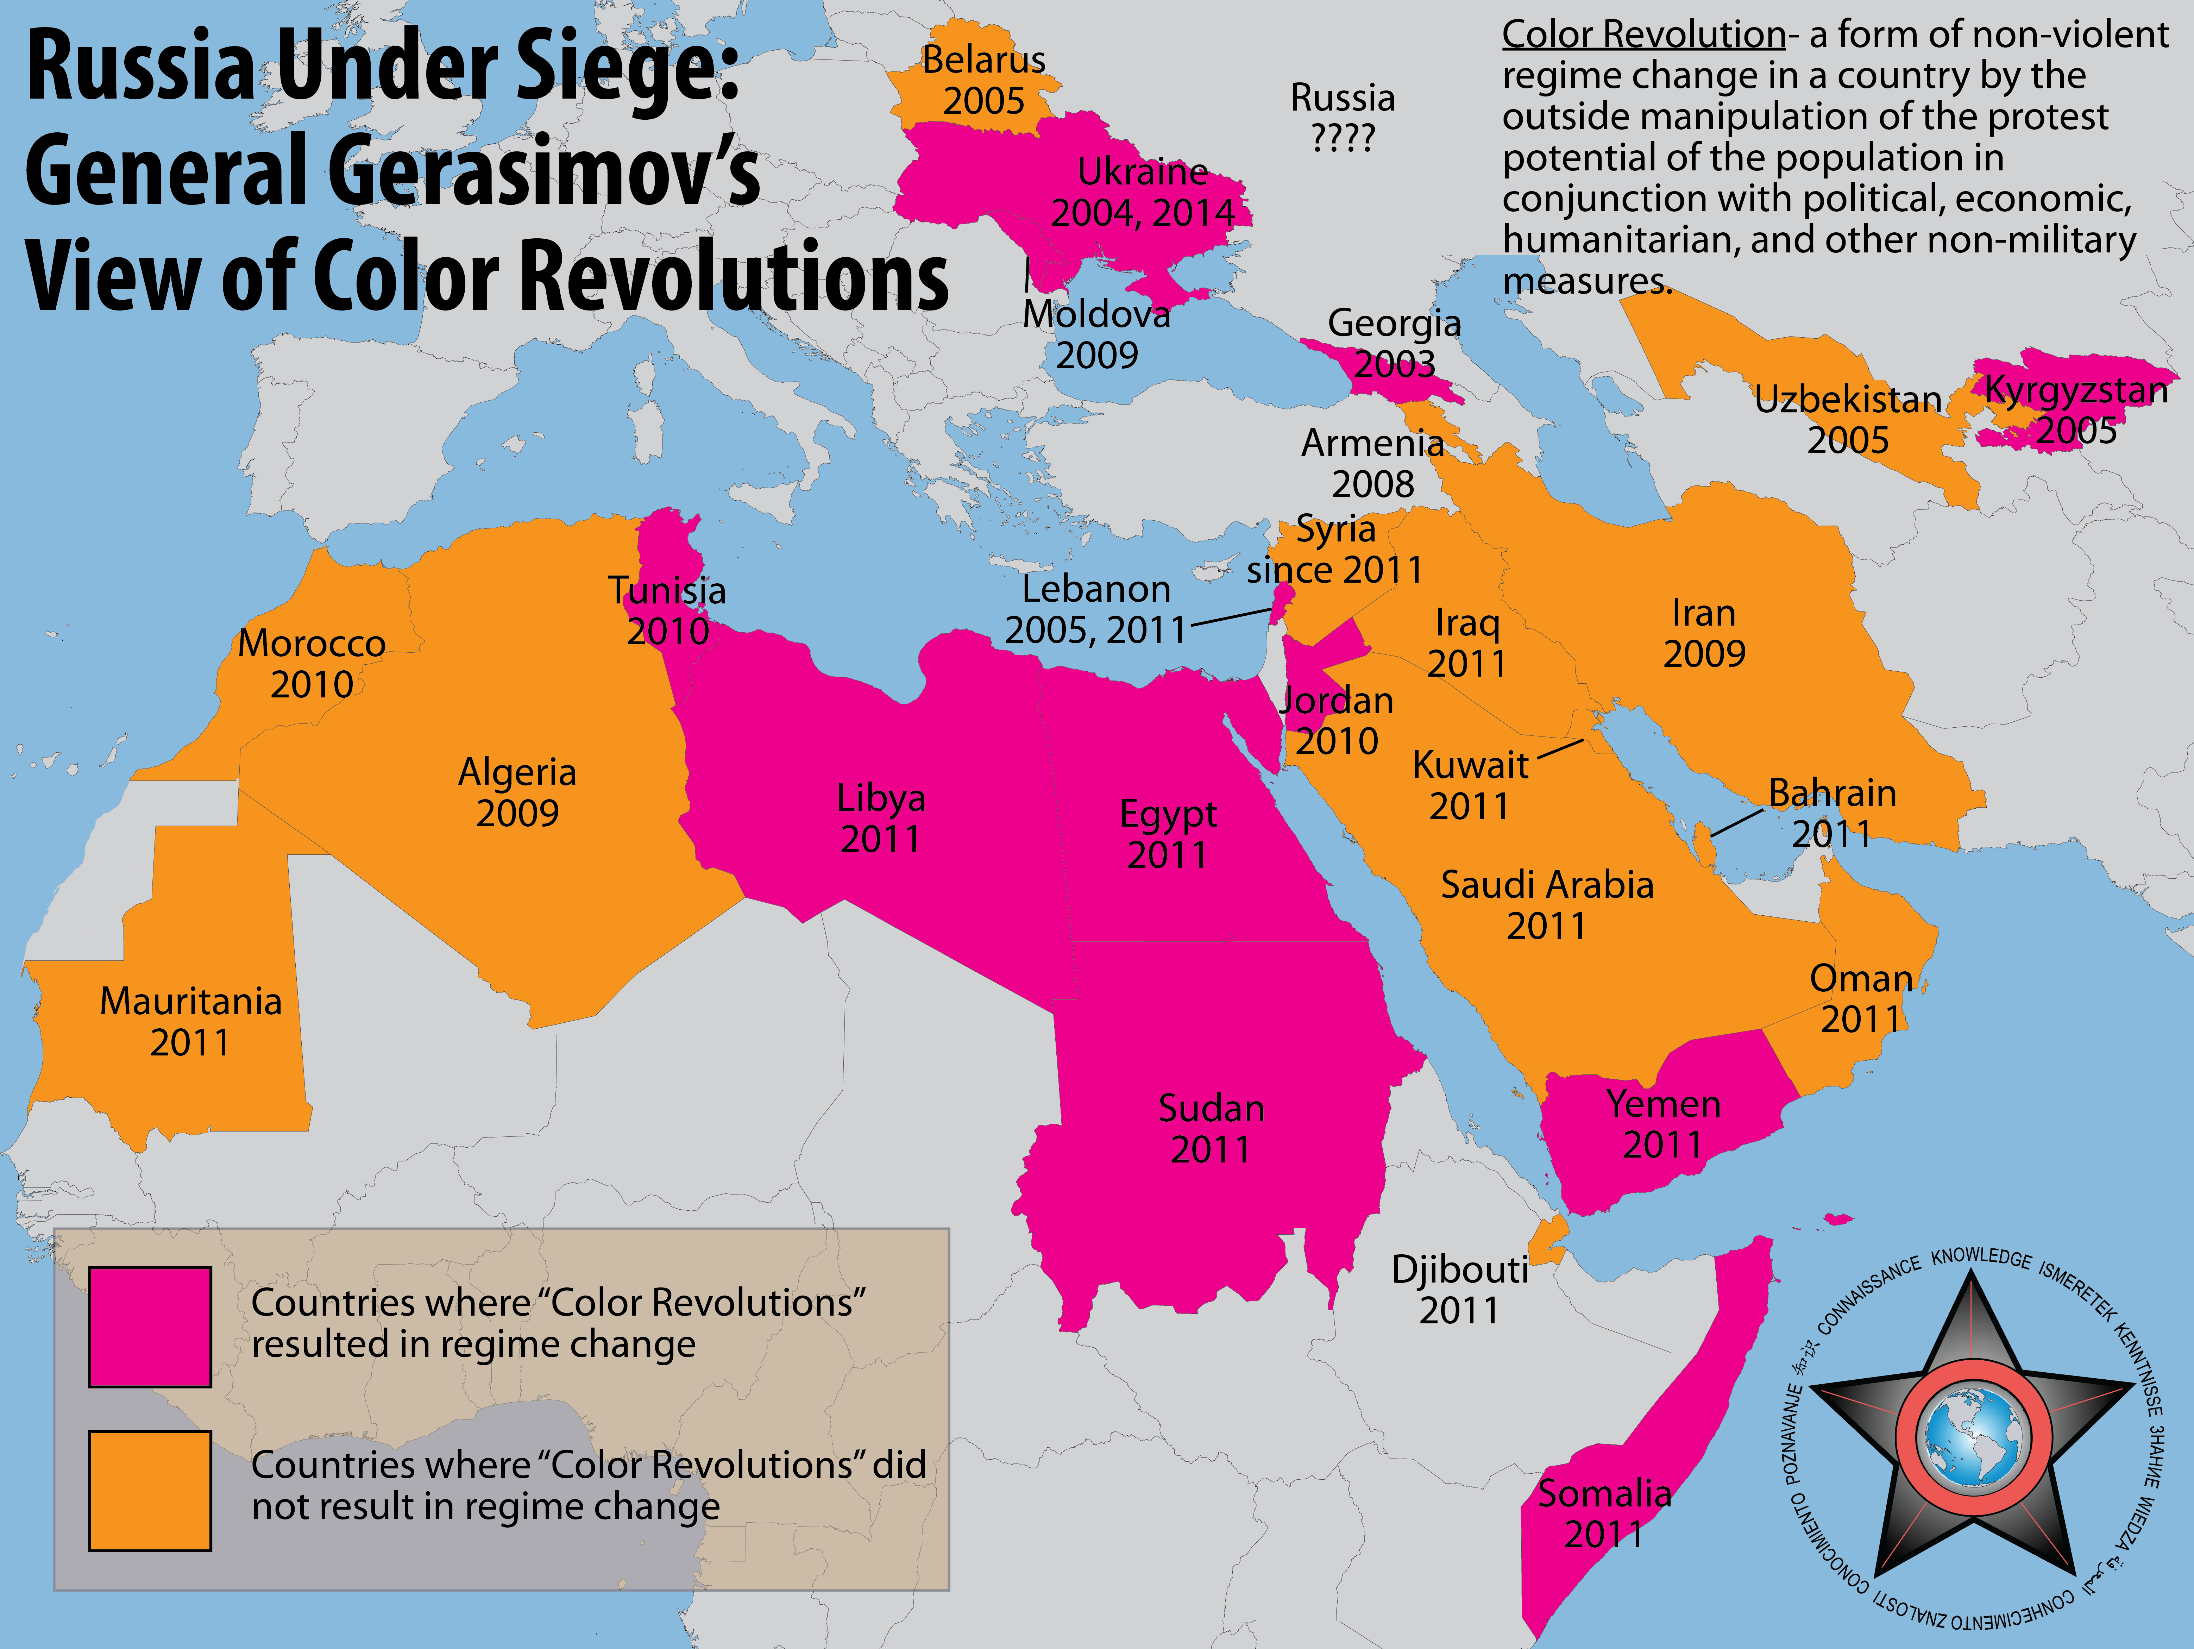 Russia Under Siege:
General Gerasimov’s
View of Color Revolutions
Color Revolution- a form of non-violent
regime change in a country by the
outside manipulation of the protest
potential of the population in
conjunction with political, economic,
humanitarian, and other non-military
measures.
Belarus
2005
Russia
????
Ukraine
2004, 2014
Moldova
2009
Georgia
2003
Uzbekistan
2005
Kyrgyzstan
2005
Armenia
2008
Syria
since 2011
Tunisia
2010
Lebanon
2005, 2011
Iraq
2011
Iran
2009
Morocco
2010
Jordan
2010
Kuwait
2011
Algeria
2009
Libya
2011
Egypt
2011
Bahrain
2011
Saudi Arabia
2011
Oman
2011
Mauritania
2011
Sudan
2011
Yemen
2011
Djibouti
2011
Somalia
2011
Countries where “Color Revolutions”
resulted in regime change
Countries where “Color Revolutions” did
not result in regime change
CONNAISSANCE KNOWLEDGE ISMERETEK KENNTNISSE ЗНАНИЕ WIEDZA المعرفة CONHECIMENTO ZNALOSTI CONOCIMIENTO POZNAVANJE 知识